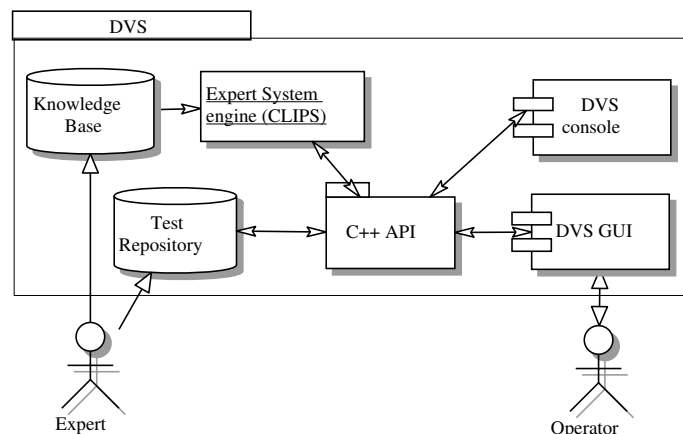 DVS
Knowledge
Base
Expert System
engine (CLIPS)
DVS
console
Test
Repository
C++ API
DVS GUI
Expert
Operator